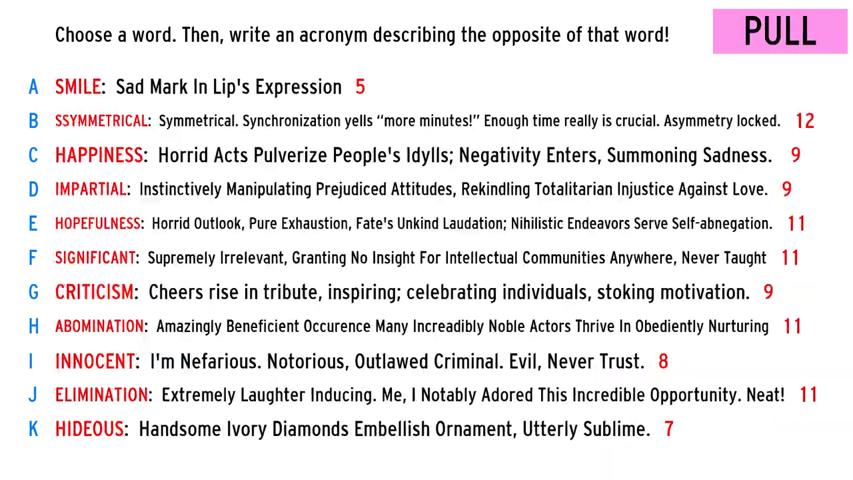 Choose a word. Then, write an acronym describing the opposite of that word!
PULL
A SMILE: Sad Mark In Lip's Expression 5
B SSYMMETRICAL: Symmetrical. Synchronization yells “more minutes!” Enough time really is crucial. Asymmetry locked. 12
C HAPPINESS: Horrid Acts Pulverize People's Idylls; Negativity Enters, Summoning Sadness. 9
D IMPARTIAL: Instinctively Manipulating Prejudiced Attitudes, Rekindling Totalitarian Injustice Against Love. 9
E HOPEFULNESS: Horrid Outlook, Pure Exhaustion, Fate's Unkind Laudation; Nihilistic Endeavors Serve Self-abnegation. 11
F SIGNIFICANT: Supremely Irrelevant, Granting No Insight For Intellectual Communities Anywhere, Never Taught 11
G CRITICISM: Cheers rise in tribute, inspiring; celebrating individuals, stoking motivation. 9
H ABOMINATION: Amazingly Beneficient Occurence Many Increadibly Noble Actors Thrive In Obediently Nurturing 11
I INNOCENT: I'm Nefarious. Notorious, Outlawed Criminal. Evil, Never Trust. 8
J ELIMINATION: Extremely Laughter Inducing. Me, I Notably Adored This Incredible Opportunity. Neat! 11
K HIDEOUS: Handsome Ivory Diamonds Embellish Ornament, Utterly Sublime. 7